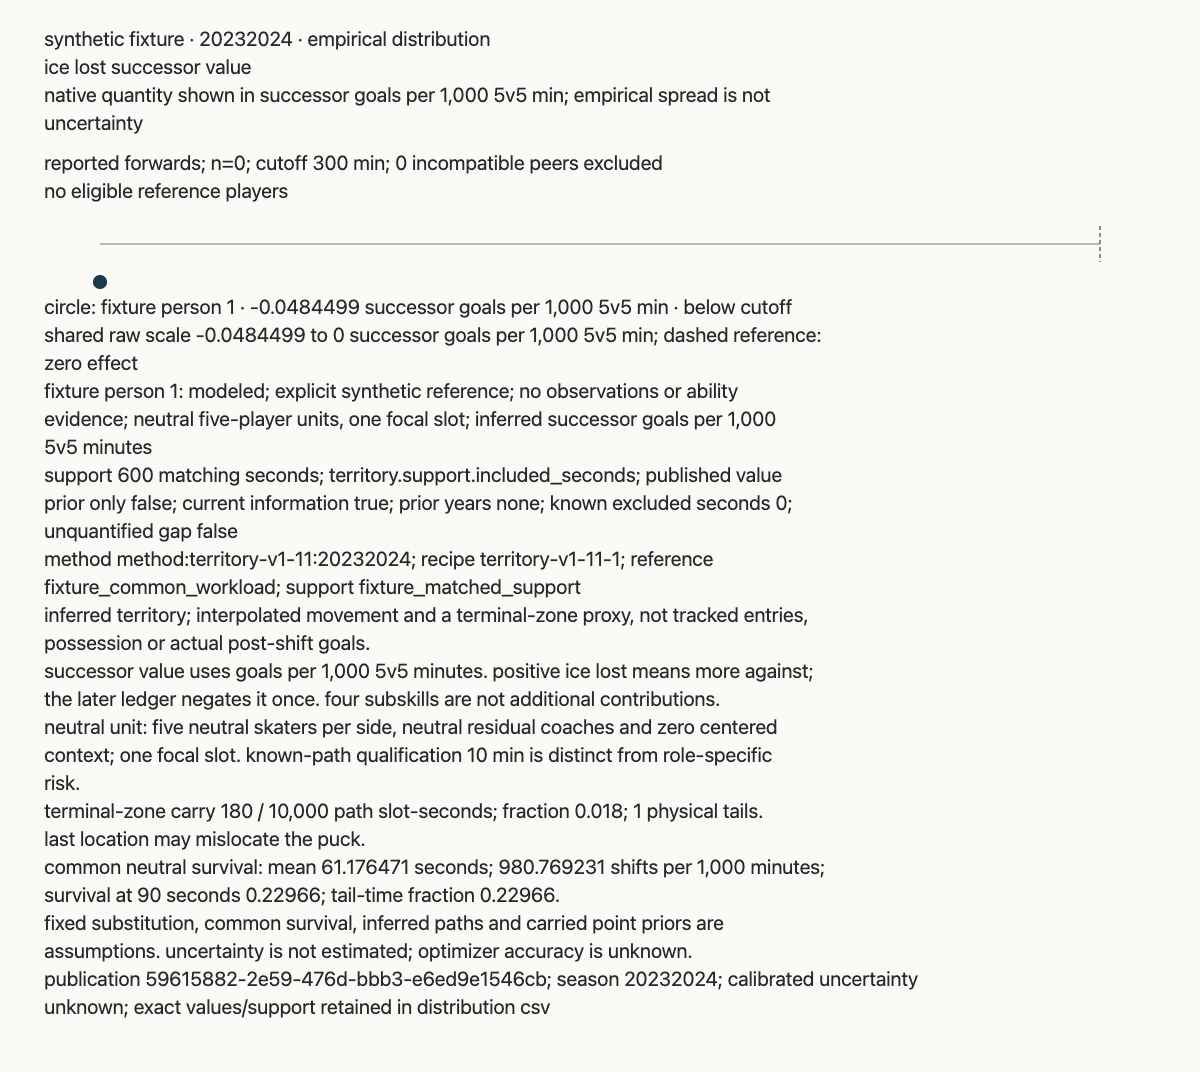 synthetic fixture · 20232024 · empirical distribution
ice lost successor value
native quantity shown in successor goals per 1,000 5v5 min; empirical spread is not
uncertainty
reported forwards; n=0; cutoff 300 min; 0 incompatible peers excluded
no eligible reference players
circle: fixture person 1 · -0.0484499 successor goals per 1,000 5v5 min · below cutoff
shared raw scale -0.0484499 to 0 successor goals per 1,000 5v5 min; dashed reference:
zero effect
fixture person 1: modeled; explicit synthetic reference; no observations or ability
evidence; neutral five-player units, one focal slot; inferred successor goals per 1,000
5v5 minutes
support 600 matching seconds; territory.support.included_seconds; published value
prior only false; current information true; prior years none; known excluded seconds 0;
unquantified gap false
method method:territory-v1-11:20232024; recipe territory-v1-11-1; reference
fixture_common_workload; support fixture_matched_support
inferred territory; interpolated movement and a terminal-zone proxy, not tracked entries,
possession or actual post-shift goals.
successor value uses goals per 1,000 5v5 minutes. positive ice lost means more against;
the later ledger negates it once. four subskills are not additional contributions.
neutral unit: five neutral skaters per side, neutral residual coaches and zero centered
context; one focal slot. known-path qualification 10 min is distinct from role-specific
risk.
terminal-zone carry 180 / 10,000 path slot-seconds; fraction 0.018; 1 physical tails.
last location may mislocate the puck.
common neutral survival: mean 61.176471 seconds; 980.769231 shifts per 1,000 minutes;
survival at 90 seconds 0.22966; tail-time fraction 0.22966.
fixed substitution, common survival, inferred paths and carried point priors are
assumptions. uncertainty is not estimated; optimizer accuracy is unknown.
publication 59615882-2e59-476d-bbb3-e6ed9e1546cb; season 20232024; calibrated uncertainty
unknown; exact values/support retained in distribution csv